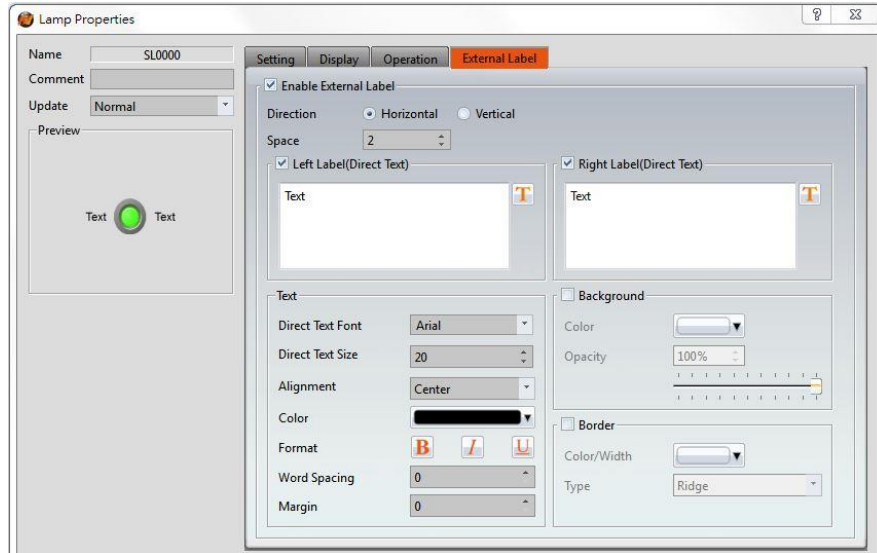 Lamp Properties
Name SL0000
Comment
Update Normal
Preview
Text Text
Setting Display Operation External Label
Enable External Label
Direction Horizontal Vertical
Space 2
Left Label(Direct Text)
Text T
Right Label(Direct Text)
Text T
Text
Direct Text Font Arial
Direct Text Size 20
Alignment Center
Color
Format B I U
Word Spacing 0
Margin 0
Background
Color
Opacity 100%
Border
Color/Width
Type Ridge